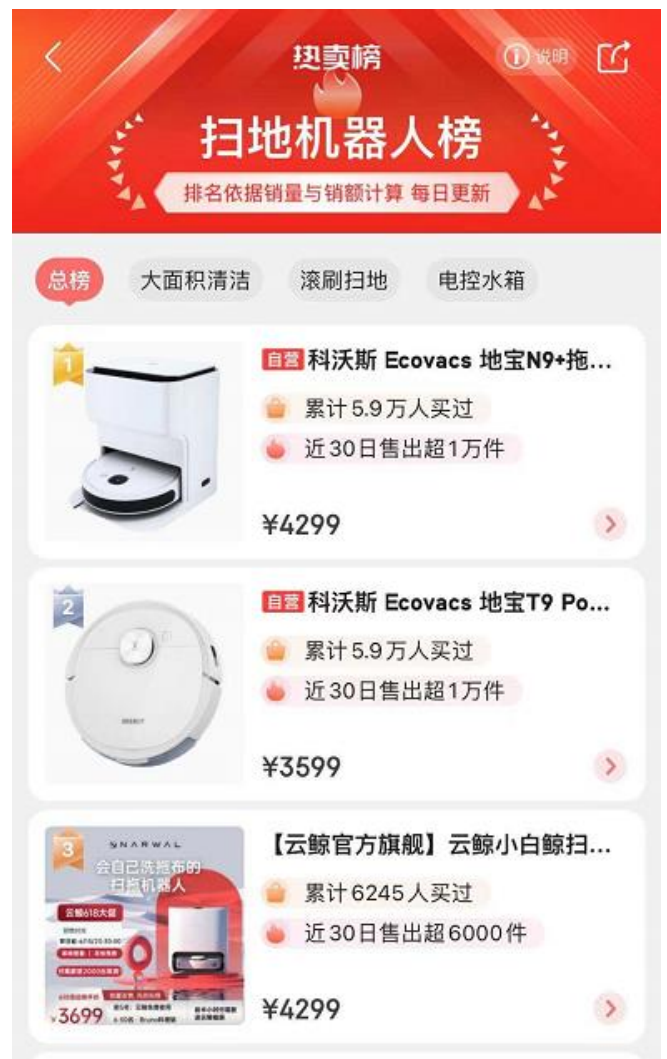 热卖榜
说明
扫地机器人榜
排名依据销量与销额计算 每日更新
总榜 大面积清洁 滚刷扫地 电控水箱
1
自营 科沃斯 Ecovacs 地宝N9+拖...
累计5.9万人买过
近30日售出超1万件
¥4299
2
自营 科沃斯 Ecovacs 地宝T9 Po...
累计5.9万人买过
近30日售出超1万件
¥3599
3
NARWAL
会自己洗拖布的
扫拖机器人
云鲸618大促
¥3699
【云鲸官方旗舰】云鲸小白鲸扫...
累计6245人买过
近30日售出超6000件
¥4299